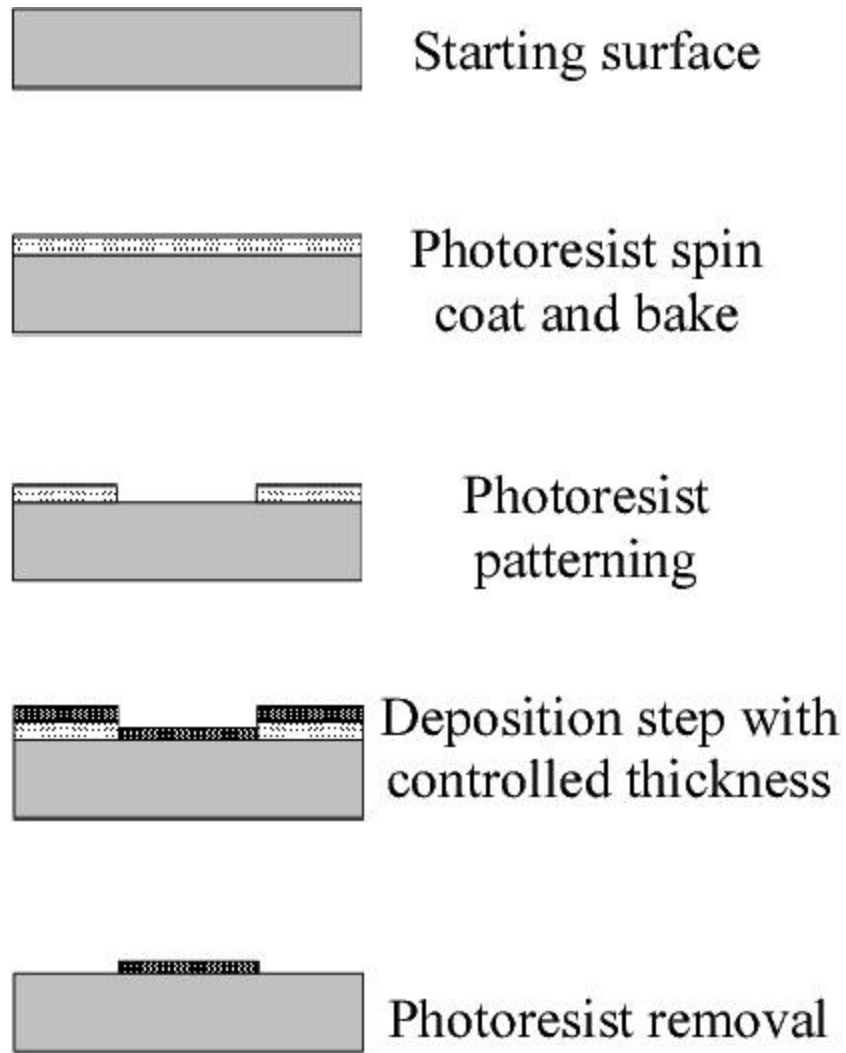 Starting surface
Photoresist spin
coat and bake
Photoresist
patterning
Deposition step with
controlled thickness
Photoresist removal